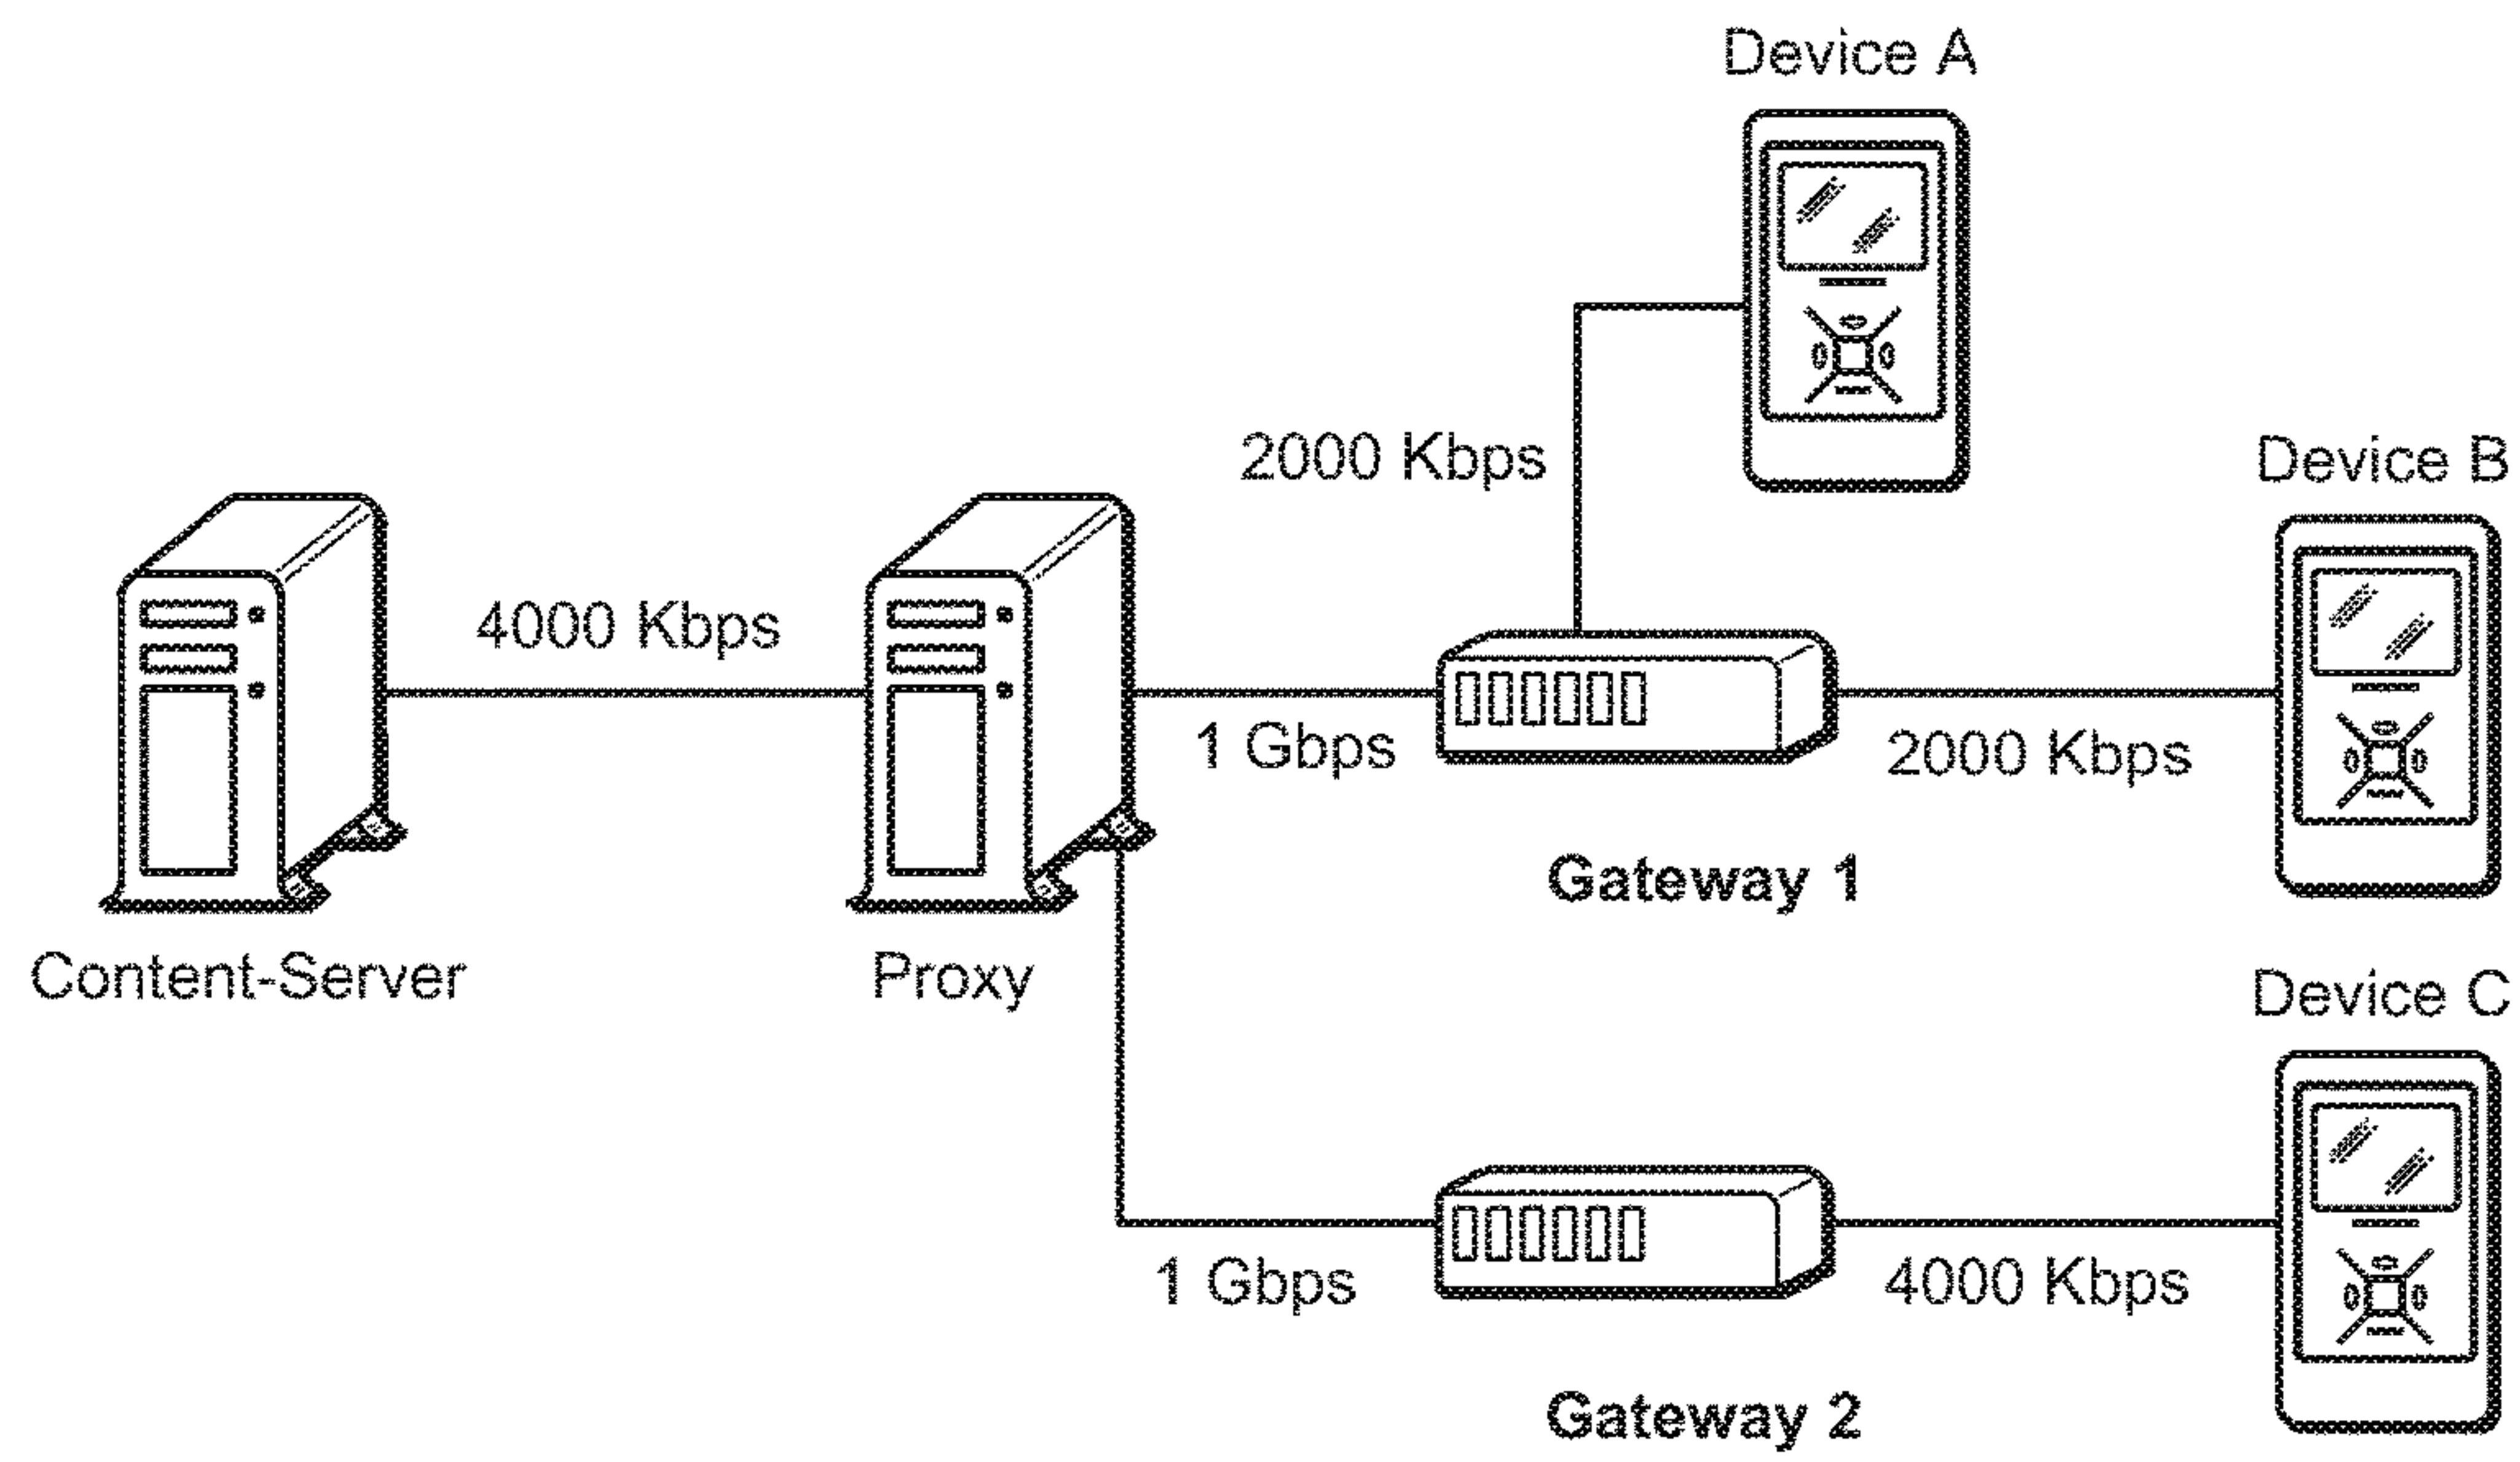 Device A
2000 Kbps
Device B
4000 Kbps
1 Gbps
2000 Kbps
Gateway 1
Content-Server
Proxy
Device C
1 Gbps
4000 Kbps
Gateway 2